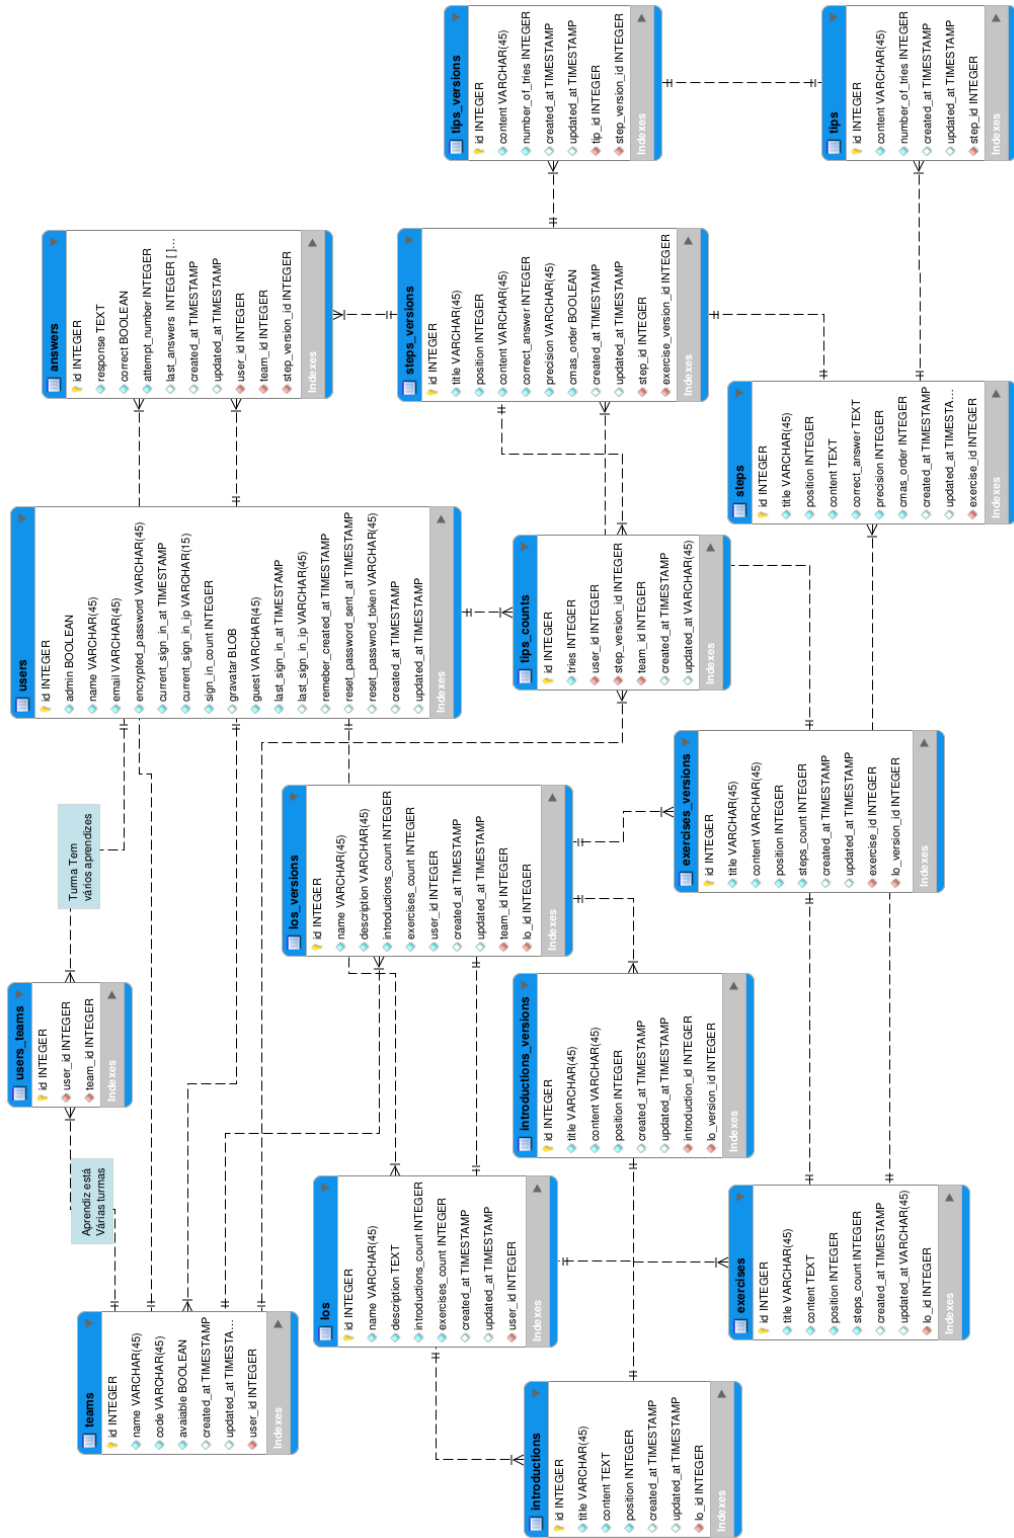 teams
id INTEGER
name VARCHAR(45)
code VARCHAR(45)
avaiable BOOLEAN
created_at TIMESTAMP
updated_at TIMESTA...
user_id INTEGER
Indexes
Aprendiz está
Várias turmas
users_teams
id INTEGER
user_id INTEGER
team_id INTEGER
Indexes
Turma Tem
vários aprendizes
users
id INTEGER
admin BOOLEAN
name VARCHAR(45)
email VARCHAR(45)
encrypted_password VARCHAR(45)
current_sign_in_at TIMESTAMP
current_sign_in_ip VARCHAR(15)
sign_in_count INTEGER
gravatar BLOB
guest VARCHAR(45)
last_sign_in_at TIMESTAMP
last_sign_in_ip VARCHAR(45)
remeber_created_at TIMESTAMP
reset_password_sent_at TIMESTAMP
reset_passwrod_token VARCHAR(45)
created_at TIMESTAMP
updated_at TIMESTAMP
Indexes
answers
id INTEGER
response TEXT
correct BOOLEAN
attempt_number INTEGER
last_answers INTEGER [ ]...
created_at TIMESTAMP
updated_at TIMESTAMP
user_id INTEGER
team_id INTEGER
step_version_id INTEGER
Indexes
los
id INTEGER
name VARCHAR(45)
description TEXT
introductions_count INTEGER
exercises_count INTEGER
created_at TIMESTAMP
updated_at TIMESTAMP
user_id INTEGER
Indexes
los_versions
id INTEGER
name VARCHAR(45)
description VARCHAR(45)
introductions_count INTEGER
exercises_count INTEGER
user_id INTEGER
created_at TIMESTAMP
updated_at TIMESTAMP
team_id INTEGER
lo_id INTEGER
Indexes
tips_counts
id INTEGER
tries INTEGER
user_id INTEGER
step_version_id INTEGER
team_id INTEGER
created_at TIMESTAMP
updated_at VARCHAR(45)
Indexes
steps_versions
id INTEGER
title VARCHAR(45)
position INTEGER
content VARCHAR(45)
correct_answer INTEGER
precision VARCHAR(45)
cmas_order BOOLEAN
created_at TIMESTAMP
updated_at TIMESTAMP
step_id INTEGER
exercise_version_id INTEGER
Indexes
tips_versions
id INTEGER
content VARCHAR(45)
number_of_tries INTEGER
created_at TIMESTAMP
updated_at TIMESTAMP
tip_id INTEGER
step_version_id INTEGER
Indexes
introductions
id INTEGER
title VARCHAR(45)
content TEXT
position INTEGER
created_at TIMESTAMP
updated_at TIMESTAMP
lo_id INTEGER
Indexes
introductions_versions
id INTEGER
title VARCHAR(45)
content VARCHAR(45)
position INTEGER
created_at TIMESTAMP
updated_at TIMESTAMP
introduction_id INTEGER
lo_version_id INTEGER
Indexes
exercises
id INTEGER
title VARCHAR(45)
content TEXT
position INTEGER
steps_count INTEGER
created_at TIMESTAMP
updated_at VARCHAR(45)
lo_id INTEGER
Indexes
exercises_versions
id INTEGER
title VARCHAR(45)
content VARCHAR(45)
position INTEGER
steps_count INTEGER
created_at TIMESTAMP
updated_at TIMESTAMP
exercise_id INTEGER
lo_version_id INTEGER
Indexes
steps
id INTEGER
title VARCHAR(45)
position INTEGER
content TEXT
correct_answer TEXT
precision INTEGER
cmas_order INTEGER
created_at TIMESTAMP
updated_at TIMESTA...
exercise_id INTEGER
Indexes
tips
id INTEGER
content VARCHAR(45)
number_of_tries INTEGER
created_at TIMESTAMP
updated_at TIMESTAMP
step_id INTEGER
Indexes